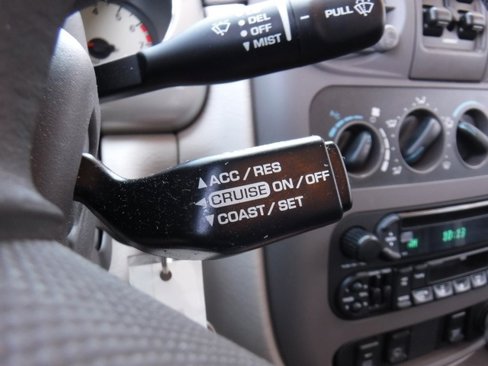 PULL
DEL
OFF
▼MIST
▲ACC / RES
◄CRUISE ON / OFF
▼COAST / SET